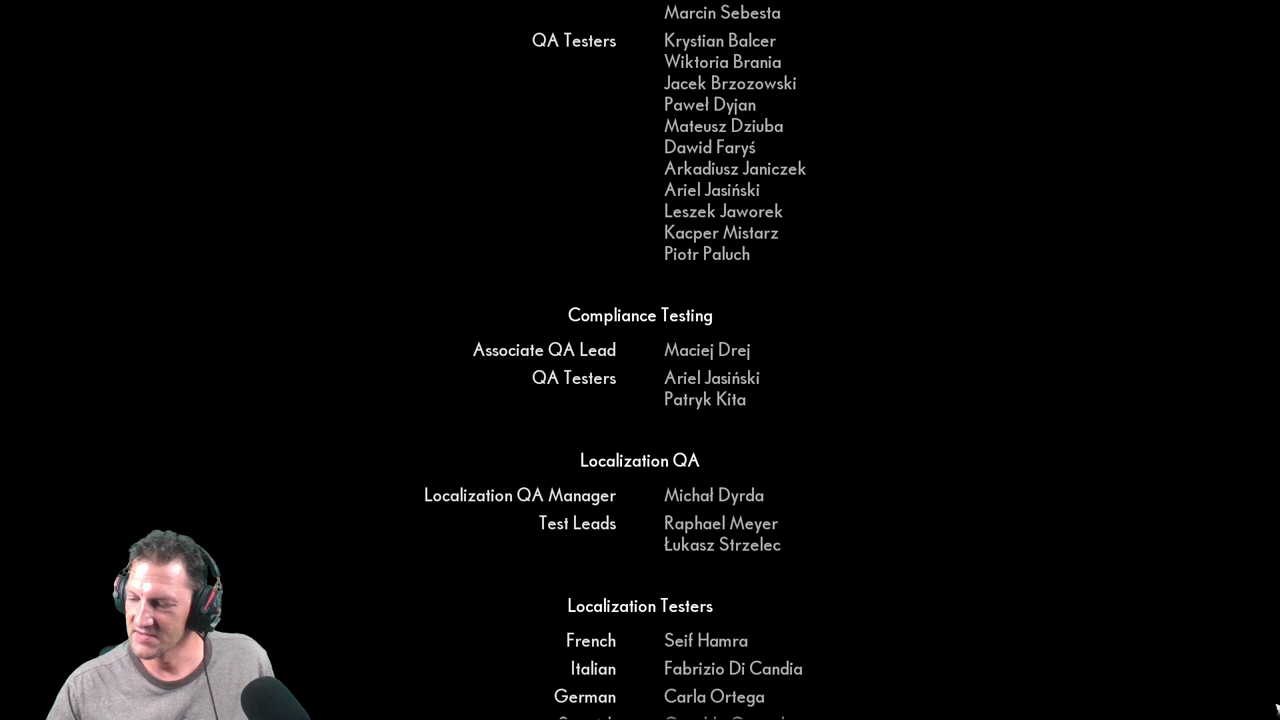 Marcin Sebesta
QA Testers Krystian Balcer
Wiktoria Brania
Jacek Brzozowski
Paweł Dyjan
Mateusz Dziuba
Dawid Faryś
Arkadiusz Janiczek
Ariel Jasiński
Leszek Jaworek
Kacper Mistarz
Piotr Paluch
Compliance Testing
Associate QA Lead Maciej Drej
QA Testers Ariel Jasiński
Patryk Kita
Localization QA
Localization QA Manager Michał Dyrda
Test Leads Raphael Meyer
Łukasz Strzelec
Localization Testers
French Seif Hamra
Italian Fabrizio Di Candia
German Carla Ortega